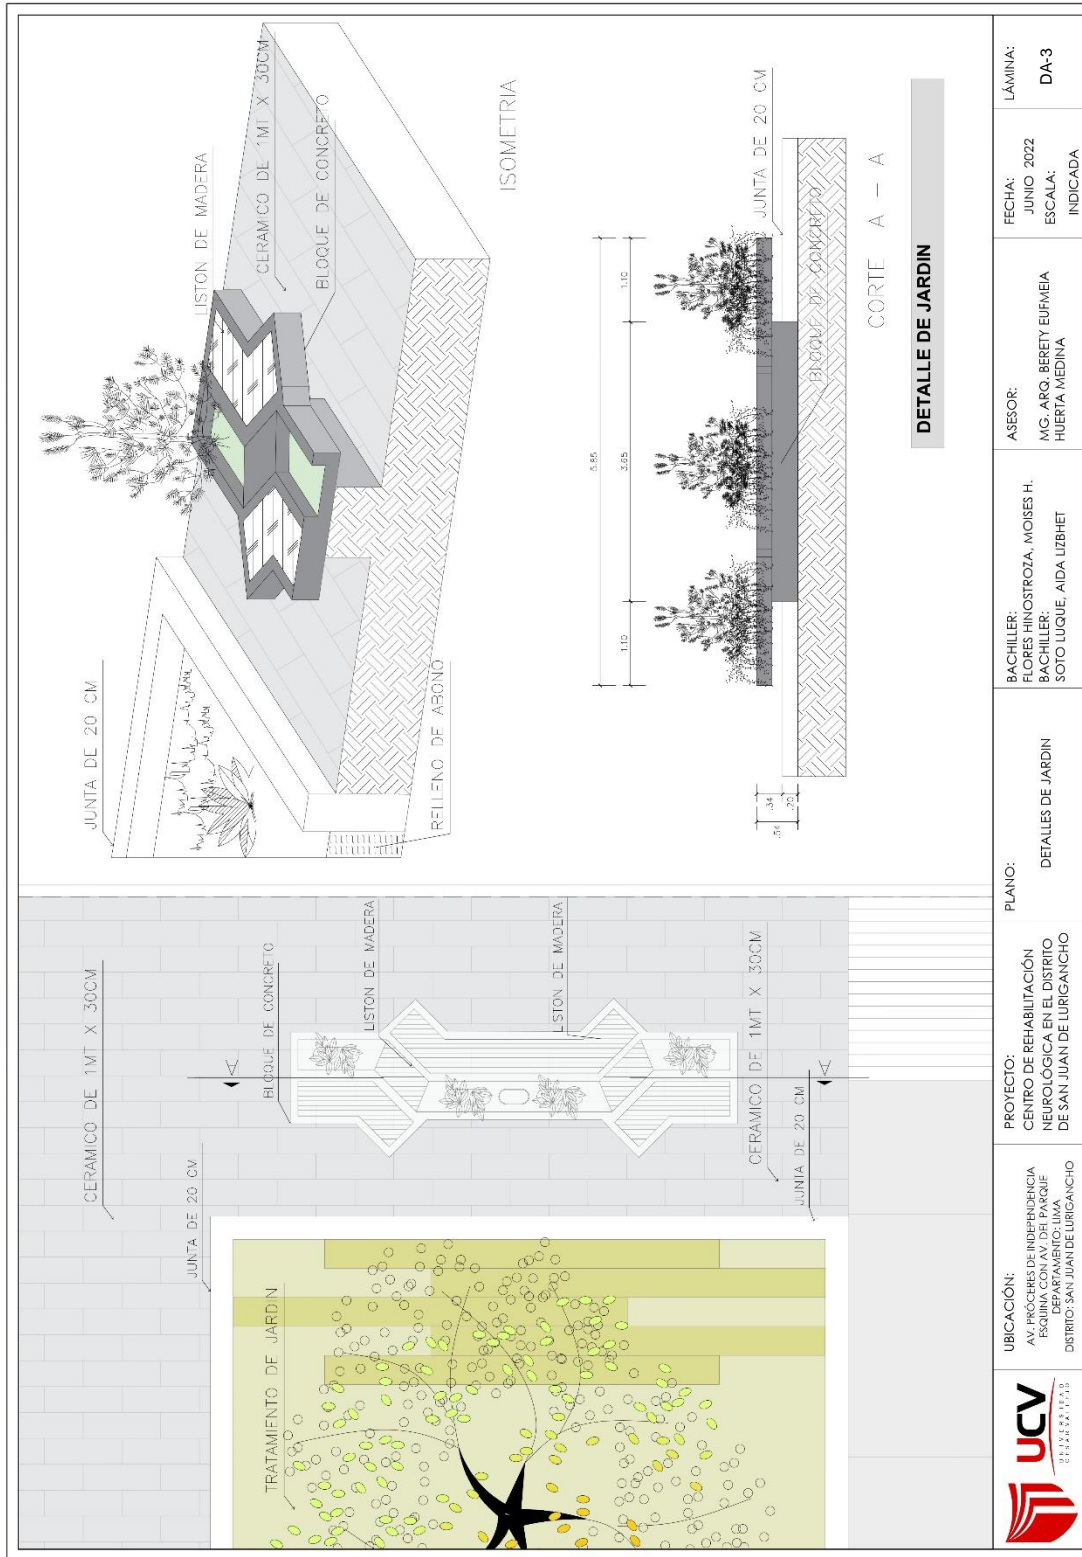 CERAMICO DE 1MT X 30CM
JUNTA DE 20 CM
TRATAMIENTO DE JARDIN
BLOQUE DE CONCRETO
LISTON DE MADERA
A
LISTON DE MADERA
CERAMICO DE 1MT X 30CM
JUNTA DE 20 CM
A
JUNTA DE 20 CM
RELLENO DE ABONO
LISTON DE MADERA
CERAMICO DE 1MT X 30CM
BLOQUE DE CONCRETO
ISOMETRIA
5.85
1.10
3.65
1.10
.34
.20
.54
JUNTA DE 20 CM
BLOQUE DE CONCRETO
CORTE A - A
DETALLE DE JARDIN
UCV
UNIVERSIDAD
CÉSAR VALLEJO
UBICACIÓN:
AV. PRÓCERES DE INDEPENDENCIA
ESQUINA CON AV. DEL PARQUE
DEPARTAMENTO: LIMA
DISTRITO: SAN JUAN DE LURIGANCHO
PROYECTO:
CENTRO DE REHABILITACIÓN
NEUROLÓGICA EN EL DISTRITO
DE SAN JUAN DE LURIGANCHO
PLANO:
DETALLES DE JARDIN
BACHILLER:
FLORES HINOSTROZA, MOISES H.
BACHILLER:
SOTO LUQUE, AIDA LIZBHET
ASESOR:
MG. ARQ. BERETY EUFMEIA
HUERTA MEDINA
FECHA:
JUNIO 2022
ESCALA:
INDICADA
LÁMINA:
DA-3